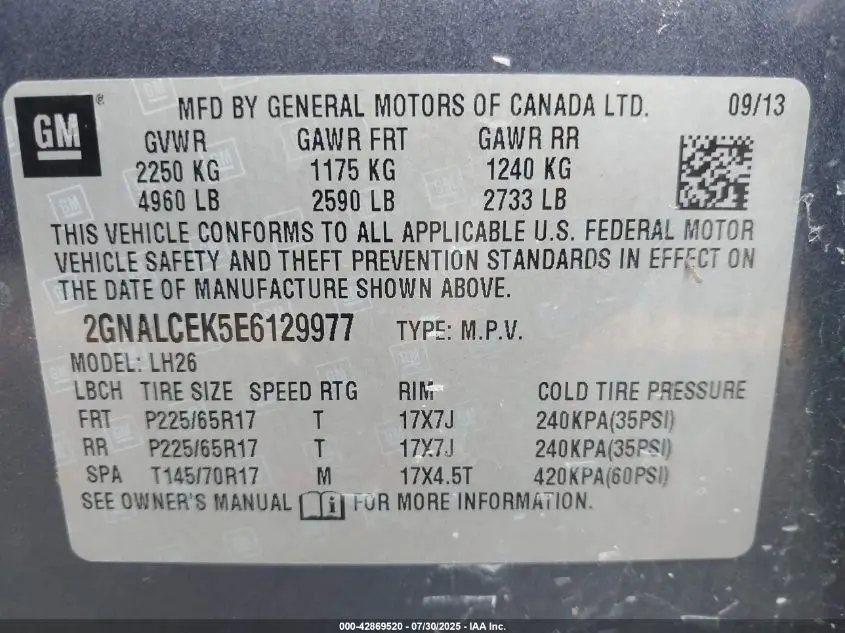 GM ® MFD BY GENERAL MOTORS OF CANADA LTD. 09/13
GVWR GAWR FRT GAWR RR
2250 KG 1175 KG 1240 KG
4960 LB 2590 LB 2733 LB
THIS VEHICLE CONFORMS TO ALL APPLICABLE U.S. FEDERAL MOTOR
VEHICLE SAFETY AND THEFT PREVENTION STANDARDS IN EFFECT ON
THE DATE OF MANUFACTURE SHOWN ABOVE.
2GNALCEK5E6129977 TYPE: M.P.V.
MODEL: LH26
LBCH TIRE SIZE SPEED RTG RIM COLD TIRE PRESSURE
FRT P225/65R17 T 17X7J 240KPA(35PSI)
RR P225/65R17 T 17X7J 240KPA(35PSI)
SPA T145/70R17 M 17X4.5T 420KPA(60PSI)
SEE OWNER'S MANUAL i FOR MORE INFORMATION.
000-42869520 - 07/30/2025 - IAA Inc.